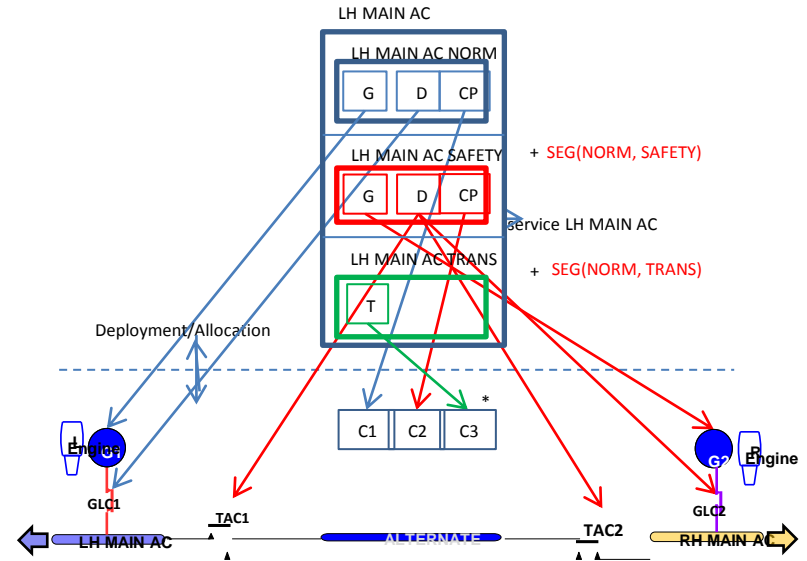 LH MAIN AC
LH MAIN AC NORM
G D CP
LH MAIN AC SAFETY
+ SEG(NORM, SAFETY)
G D CP
service LH MAIN AC
LH MAIN AC TRANS
+ SEG(NORM, TRANS)
T
Deployment/Allocation
*
C1 C2 C3
L
Engine
G1
G2
R
Engine
GLC1
GLC2
TAC1
TAC2
LH MAIN AC
ALTERNATE
RH MAIN AC